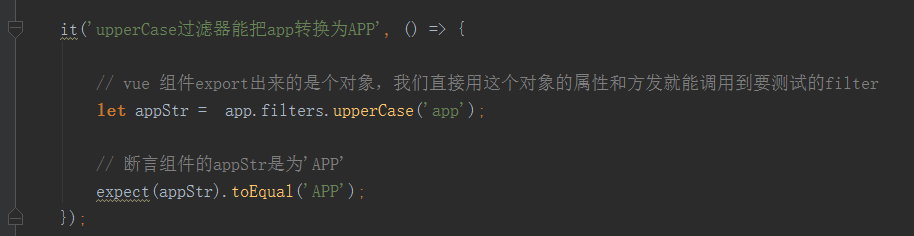 it('upperCase过滤器能把app转换为APP', () => {
// vue 组件export出来的是个对象，我们直接用这个对象的属性和方发就能调用到要测试的filter
let appStr =  app.filters.upperCase('app');
// 断言组件的appStr是为'APP'
expect(appStr).toEqual('APP');
});